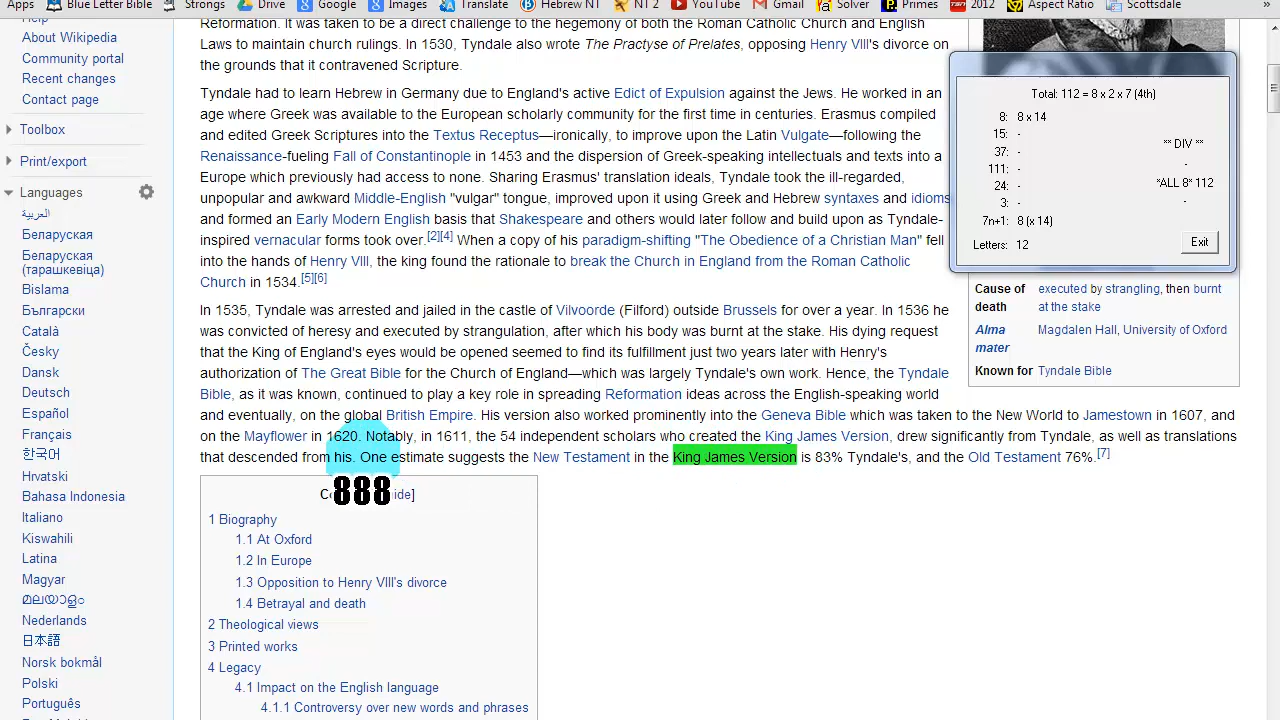 Apps Blue Letter Bible Strongs Drive Google Images Translate Hebrew NT NT 2 YouTube Gmail Solver Primes 2012 Aspect Ratio Scottsdale »
About Wikipedia
Community portal
Recent changes
Contact page
Toolbox
Print/export
Languages
العربية
Беларуская
Беларуская
(тарашкевіца)
Bislama
Български
Català
Česky
Dansk
Deutsch
Español
Français
한국어
Hrvatski
Bahasa Indonesia
Italiano
Kiswahili
Latina
Magyar
മലയാളം
Nederlands
日本語
Norsk bokmål
Polski
Português
Reformation. It was taken to be a direct challenge to the hegemony of both the Roman Catholic Church and English
Laws to maintain church rulings. In 1530, Tyndale also wrote The Practyse of Prelates, opposing Henry VIII's divorce on
the grounds that it contravened Scripture.
Tyndale had to learn Hebrew in Germany due to England's active Edict of Expulsion against the Jews. He worked in an
age where Greek was available to the European scholarly community for the first time in centuries. Erasmus compiled
and edited Greek Scriptures into the Textus Receptus—ironically, to improve upon the Latin Vulgate—following the
Renaissance-fueling Fall of Constantinople in 1453 and the dispersion of Greek-speaking intellectuals and texts into a
Europe which previously had access to none. Sharing Erasmus' translation ideals, Tyndale took the ill-regarded,
unpopular and awkward Middle-English "vulgar" tongue, improved upon it using Greek and Hebrew syntaxes and idioms
and formed an Early Modern English basis that Shakespeare and others would later follow and build upon as Tyndale-
inspired vernacular forms took over.[2][4] When a copy of his paradigm-shifting "The Obedience of a Christian Man" fell
into the hands of Henry VIII, the king found the rationale to break the Church in England from the Roman Catholic
Church in 1534.[5][6]
In 1535, Tyndale was arrested and jailed in the castle of Vilvoorde (Filford) outside Brussels for over a year. In 1536 he
was convicted of heresy and executed by strangulation, after which his body was burnt at the stake. His dying request
that the King of England's eyes would be opened seemed to find its fulfillment just two years later with Henry's
authorization of The Great Bible for the Church of England—which was largely Tyndale's own work. Hence, the Tyndale
Bible, as it was known, continued to play a key role in spreading Reformation ideas across the English-speaking world
and eventually, on the global British Empire. His version also worked prominently into the Geneva Bible which was taken to the New World to Jamestown in 1607, and
on the Mayflower in 1620. Notably, in 1611, the 54 independent scholars who created the King James Version, drew significantly from Tyndale, as well as translations
that descended from his. One estimate suggests the New Testament in the King James Version is 83% Tyndale's, and the Old Testament 76%.[7]
888
1 Biography
1.1 At Oxford
1.2 In Europe
1.3 Opposition to Henry VIII's divorce
1.4 Betrayal and death
2 Theological views
3 Printed works
4 Legacy
4.1 Impact on the English language
4.1.1 Controversy over new words and phrases
Total: 112 = 8 x 2 x 7 (4th)
8: 8 x 14
15: -
37: -
111: -
24: -
3: -
7n+1: 8 (x 14)
Letters: 12
** DIV **
-
*ALL 8* 112
-
Exit
Cause of death executed by strangling, then burnt at the stake
Alma mater Magdalen Hall, University of Oxford
Known for Tyndale Bible